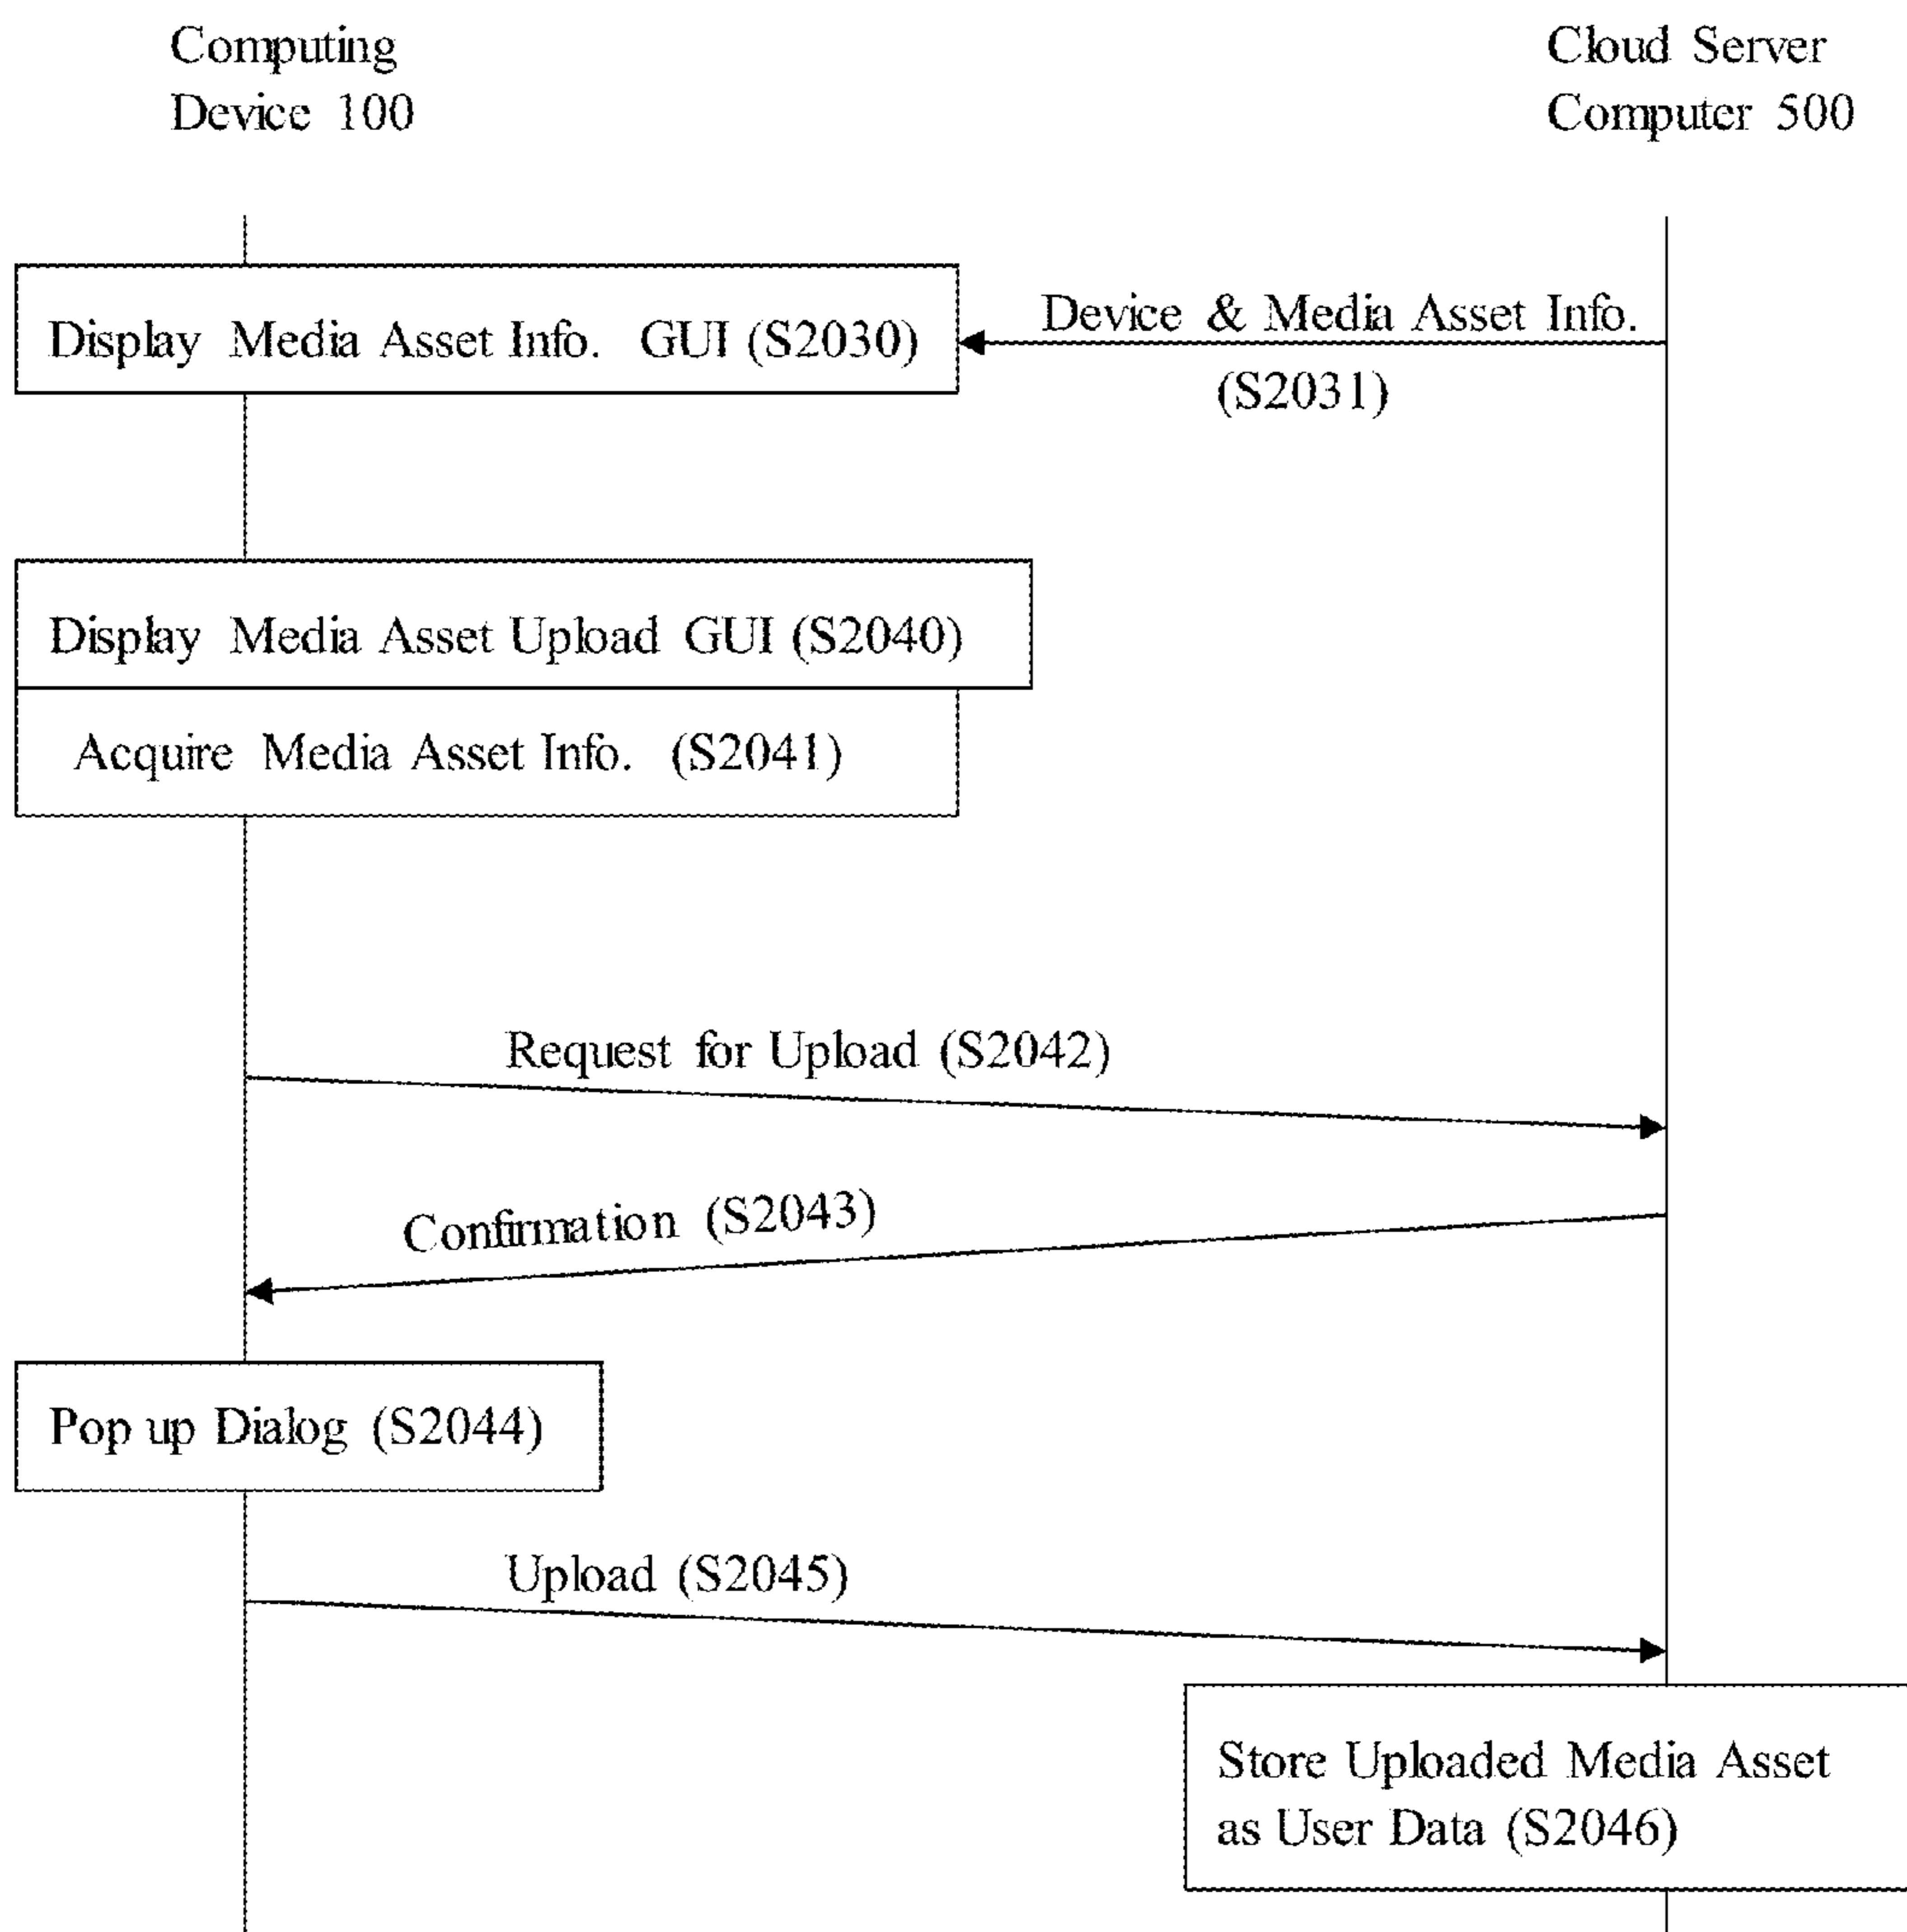 Computing
Device 100
Cloud Server
Computer 500
Display Media Asset Info. GUI (S2030)
Device & Media Asset Info.
(S2031)
Display Media Asset Upload GUI (S2040)
Acquire Media Asset Info. (S2041)
Request for Upload (S2042)
Confirmation (S2043)
Pop up Dialog (S2044)
Upload (S2045)
Store Uploaded Media Asset
as User Data (S2046)